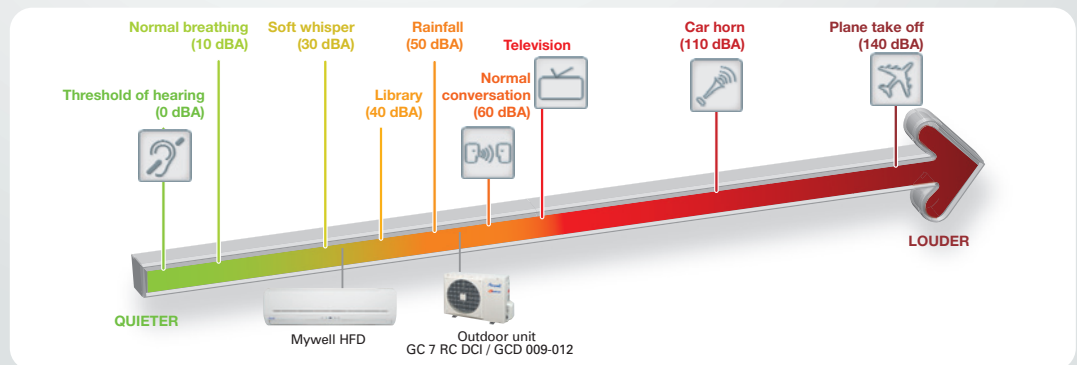 Normal breathing
(10 dBA)
Soft whisper
(30 dBA)
Rainfall
(50 dBA)
Television
Car horn
(110 dBA)
Plane take off
(140 dBA)
Threshold of hearing
(0 dBA)
Library
(40 dBA)
Normal
conversation
(60 dBA)
LOUDER
QUIETER
Mywell HFD
Outdoor unit
GC 7 RC DCI / GCD 009-012